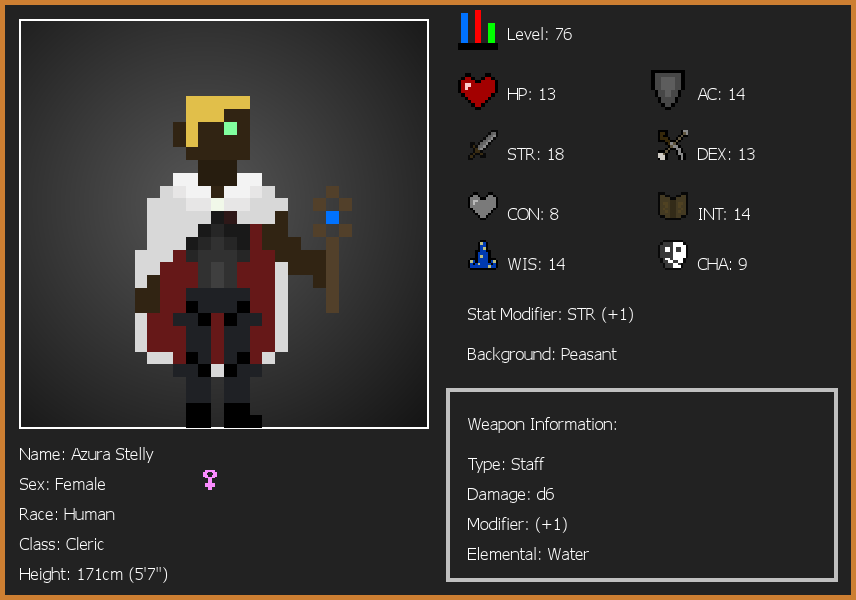 Level: 76
HP: 13
AC: 14
STR: 18
DEX: 13
CON: 8
INT: 14
WIS: 14
CHA: 9
Stat Modifier: STR (+1)
Background: Peasant
Weapon Information:
Type: Staff
Damage: d6
Modifier: (+1)
Elemental: Water
Name: Azura Stelly
Sex: Female
Race: Human
Class: Cleric
Height: 171cm (5'7")